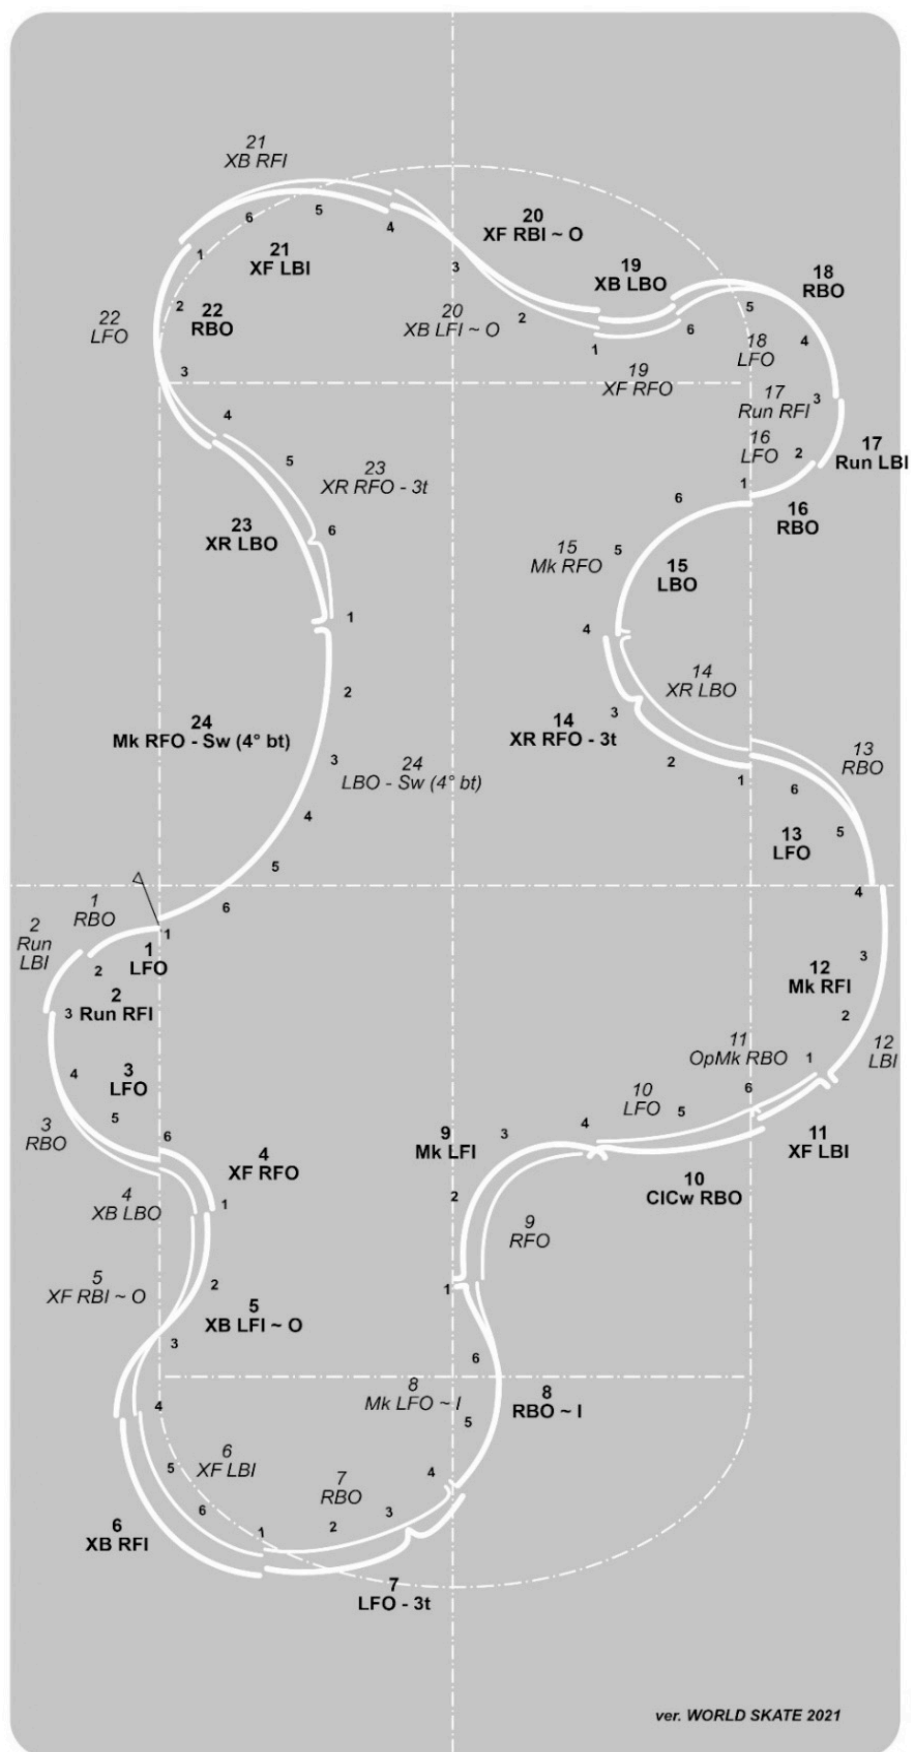 21
XB RFI
6
5
4
1
21
XF LBI
20
XF RBI ~ O
3
19
XB LBO
18
RBO
2
22
RBO
22
LFO
20
XB LFI ~ O
2
1
6
5
4
18
LFO
19
XF RFO
3
17
Run RFI
3
4
5
23
XR RFO - 3t
16
LFO
2
17
Run LBI
1
6
16
RBO
23
XR LBO
6
15
Mk RFO
5
15
LBO
1
4
2
14
XR LBO
3
14
XR RFO - 3t
24
Mk RFO - Sw (4° bt)
3
24
LBO - Sw (4° bt)
2
1
13
RBO
6
4
5
13
LFO
5
4
6
1
RBO
2
Run
LBI
1
1
LFO
2
2
Run RFI
3
3
12
Mk RFI
2
4
3
LFO
5
3
RBO
6
11
OpMk RBO
1
12
LBI
6
10
LFO
5
4
3
9
Mk LFI
11
XF LBI
4
XF RFO
10
ClCw RBO
4
XB LBO
1
2
9
RFO
5
XF RBI ~ O
2
1
5
XB LFI ~ O
3
6
8
Mk LFO ~ I
8
RBO ~ I
4
5
6
XF LBI
5
4
7
RBO
6
3
2
1
6
XB RFI
7
LFO - 3t
ver. WORLD SKATE 2021